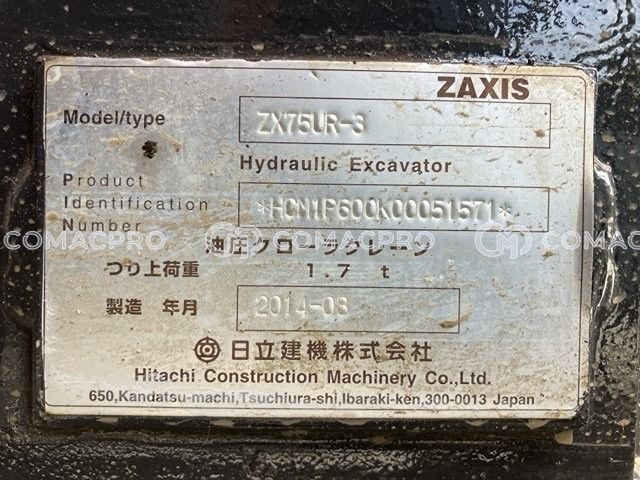 ZAXIS
Model/type ZX75UR-3
Hydraulic Excavator
Product
Identification *HCM1P600K00051571*
Number
COMACPRO COMACPRO COMACPRO
油圧クローラクレーン
つり上荷重 1.7 t
製造 年月 2014-03
日立建機株式会社
Hitachi Construction Machinery Co.,Ltd.
650,Kandatsu-machi,Tsuchiura-shi,Ibaraki-ken,300-0013 Japan